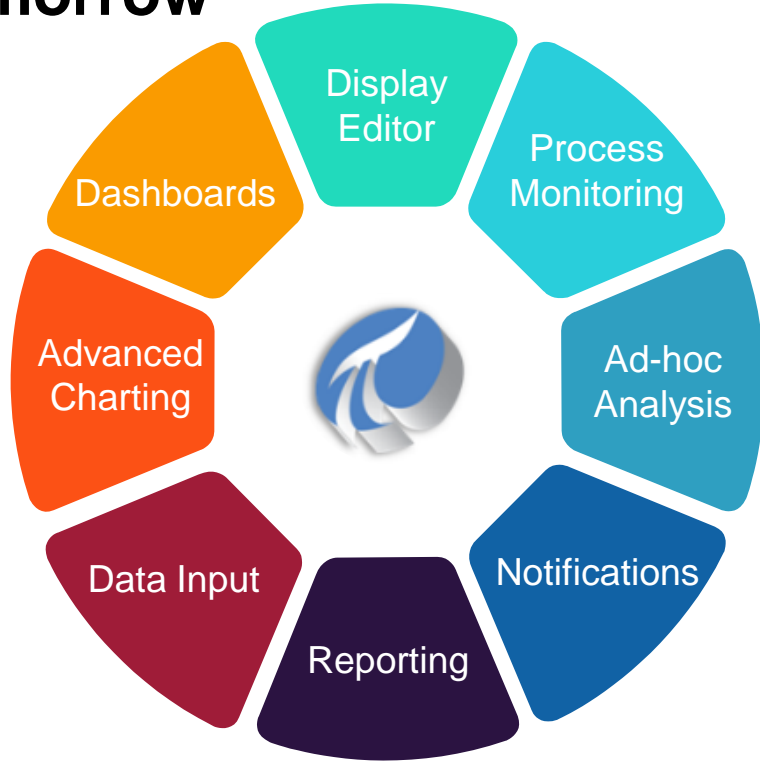 Display
Editor
Process
Monitoring
Dashboards
Ad-hoc
Analysis
Advanced
Charting
Notifications
Data Input
Reporting